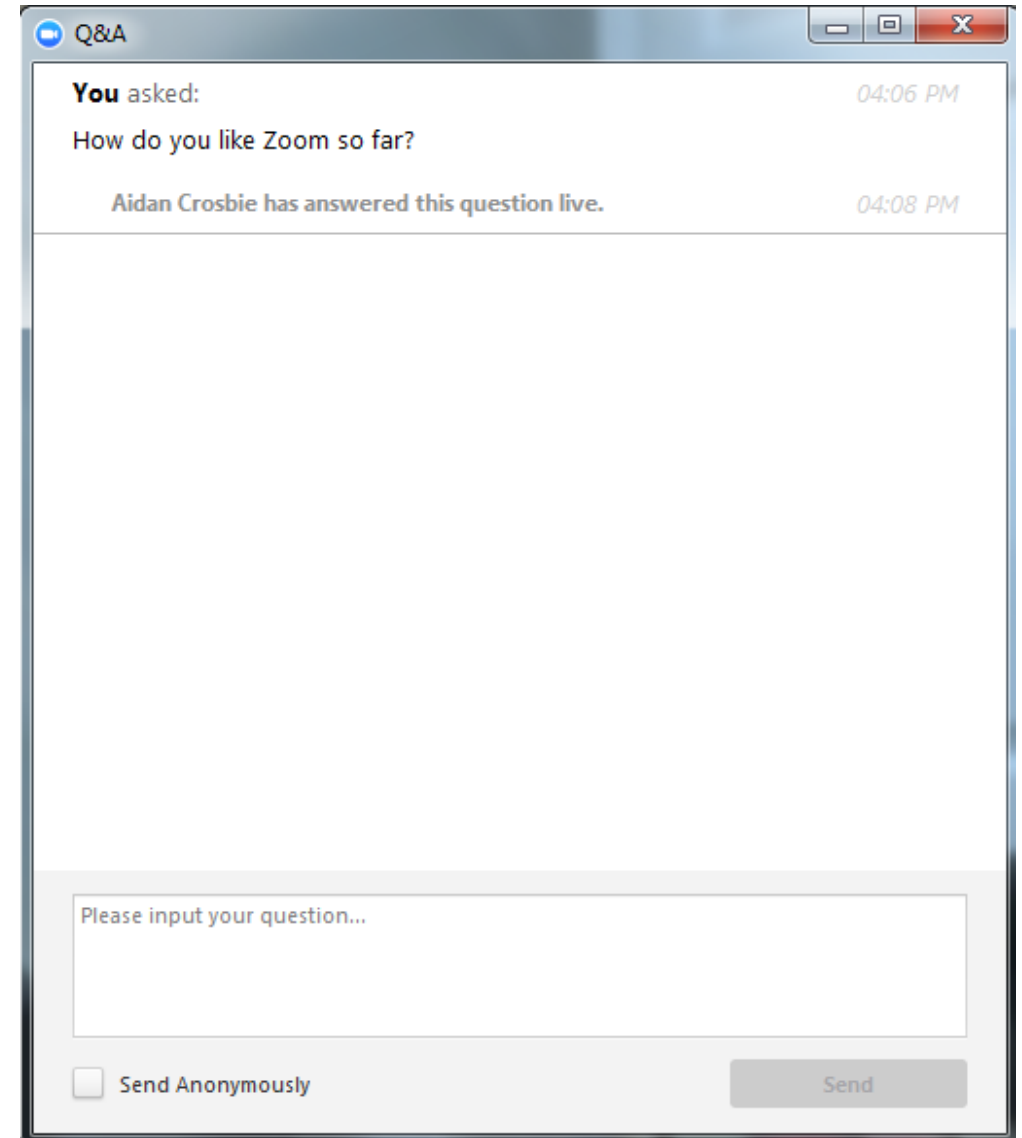 Q&A
You asked: 04:06 PM
How do you like Zoom so far?
Aidan Crosbie has answered this question live. 04:08 PM
Please input your question...
Send Anonymously Send